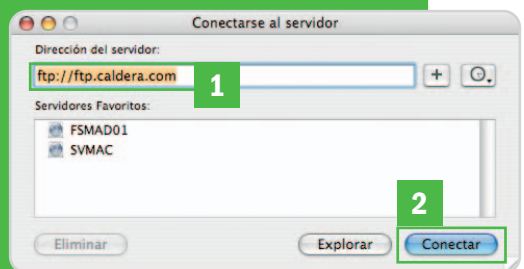 Conectarse al servidor
Dirección del servidor:
ftp://ftp.caldera.com
1
+
Servidores Favoritos:
FSMAD01
SVMAC
2
Eliminar
Explorar
Conectar